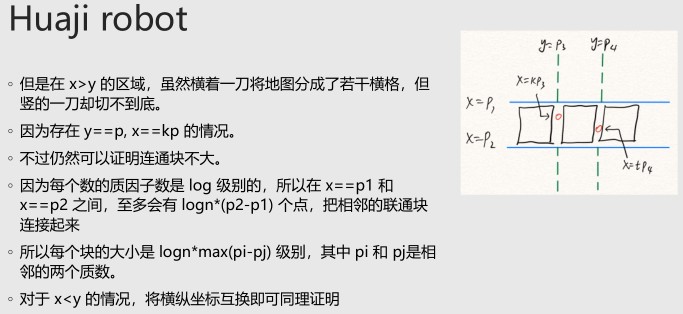 Huaji robot
但是在 x>y 的区域，虽然横着一刀将地图分成了若干横格，但
竖的一刀却切不到底。
因为存在 y==p, x==kp 的情况。
不过仍然可以证明连通块不大。
因为每个数的质因子数是 log 级别的，所以在 x==p1 和
x==p2 之间，至多会有 logn*(p2-p1) 个点，把相邻的联通块
连接起来
所以每个块的大小是 logn*max(pi-pj) 级别，其中 pi 和 pj是相
邻的两个质数。
对于 x<y 的情况，将横纵坐标互换即可同理证明
y=P3 y=P4
x=kP3
x=P1
x=P2
x=tP4